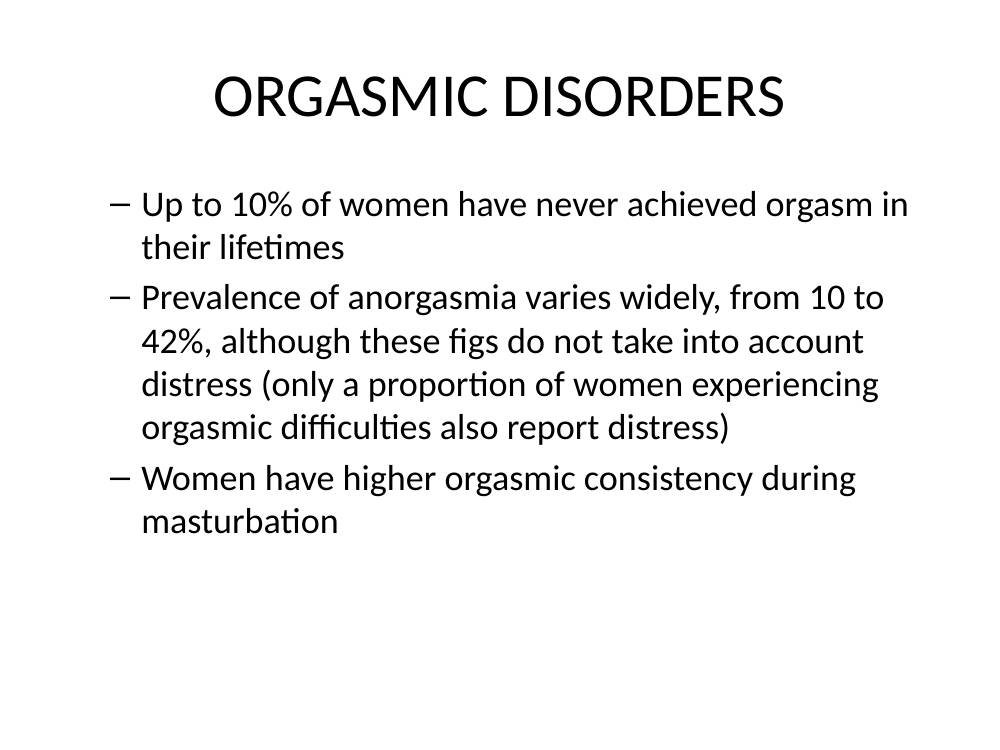 ORGASMIC DISORDERS
– Up to 10% of women have never achieved orgasm in
their lifetimes
– Prevalence of anorgasmia varies widely, from 10 to
42%, although these figs do not take into account
distress (only a proportion of women experiencing
orgasmic difficulties also report distress)
– Women have higher orgasmic consistency during
masturbation